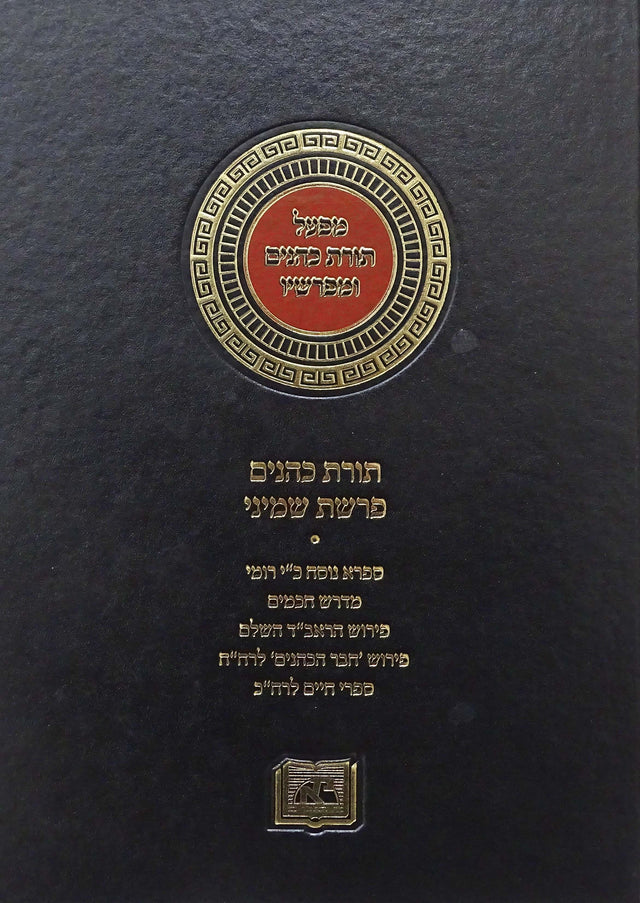 מפעל
תורת כהנים
ומפרשיו
תורת כהנים
פרשת שמיני
ספרא נוסח כ"י רומי
מדרש חכמים
פירוש הראב"ד השלם
פירוש 'חבר הכהנים' לרח"ח
ספרי חיים לרח"כ